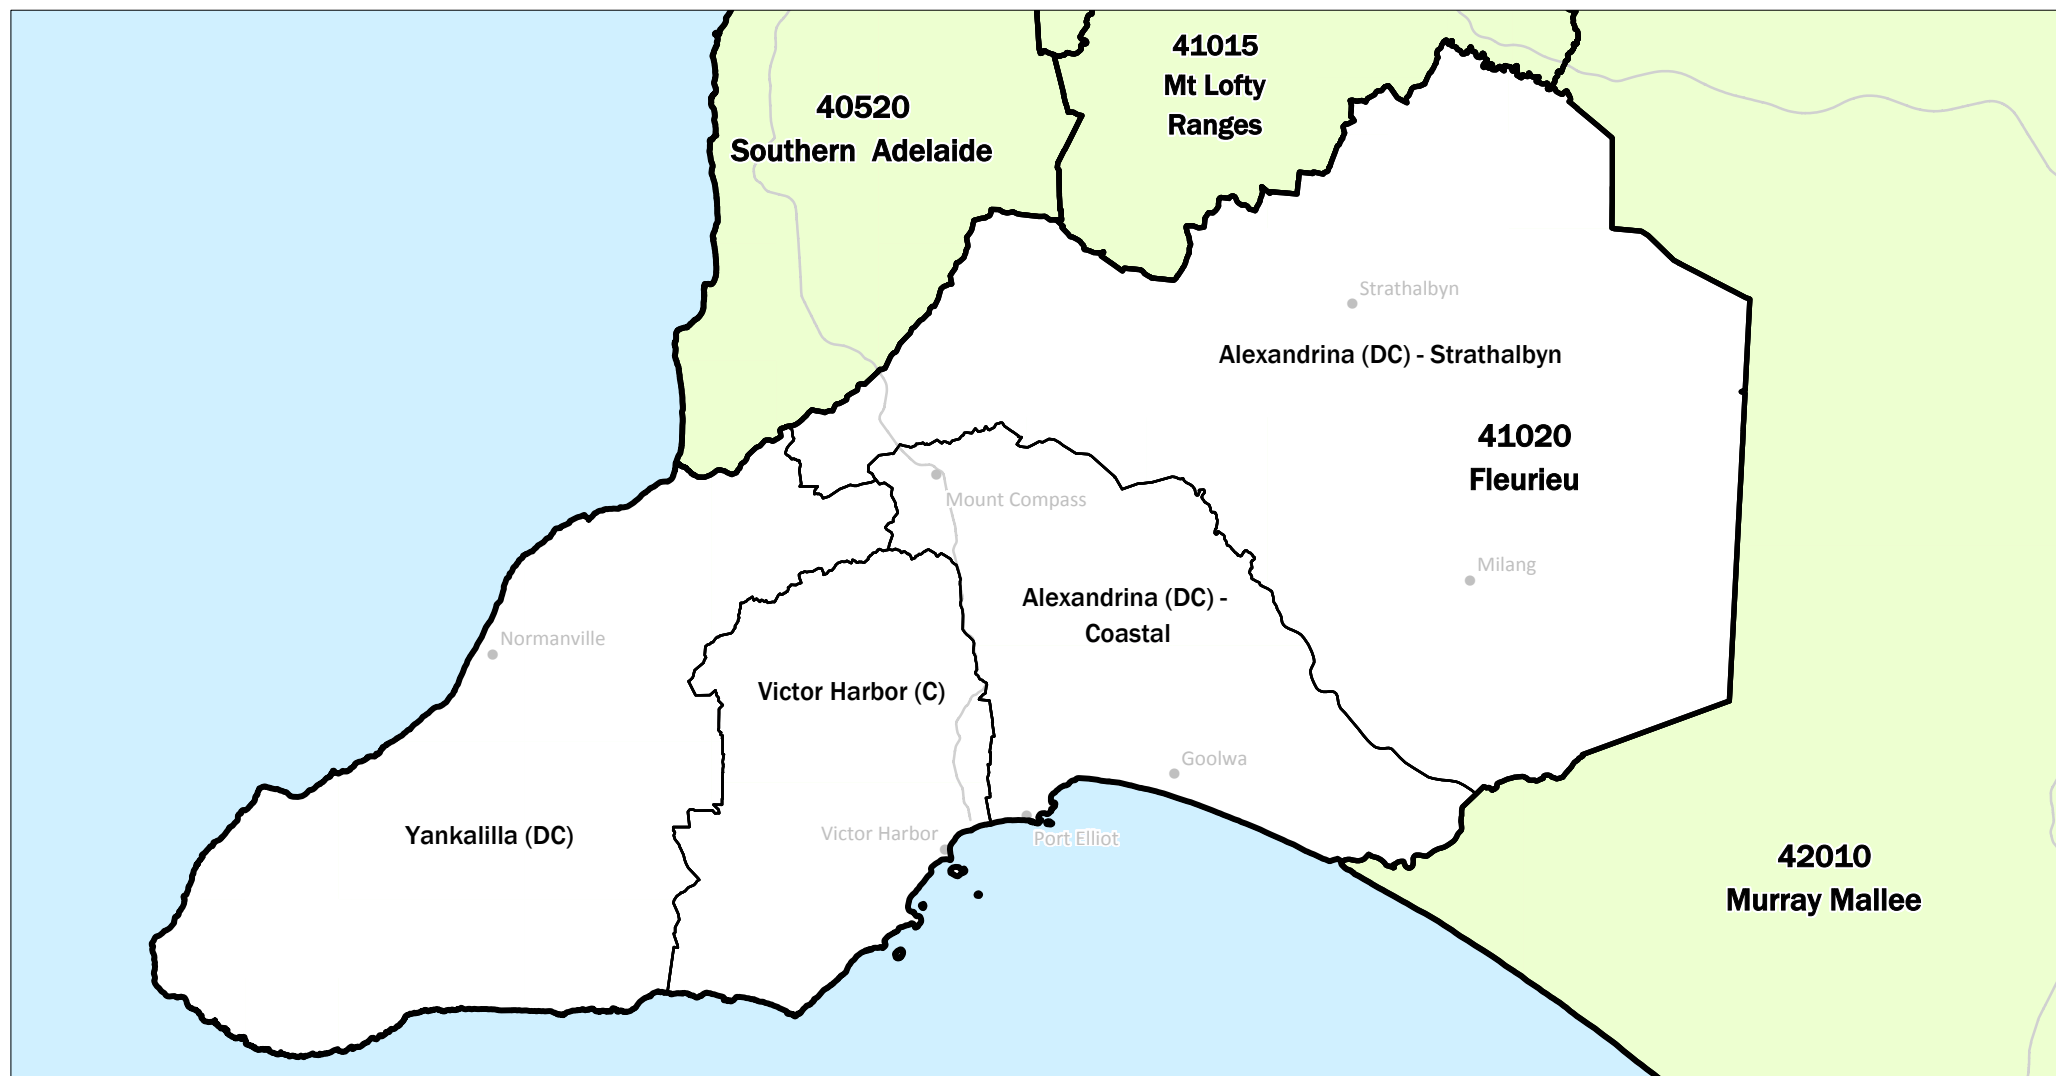 41015
Mt Lofty
Ranges
40520
Southern Adelaide
Strathalbyn
Alexandrina (DC) - Strathalbyn
41020
Fleurieu
Mount Compass
Milang
Alexandrina (DC) -
Coastal
Normanville
Victor Harbor (C)
Goolwa
Yankalilla (DC)
Victor Harbor
Port Elliot
42010
Murray Mallee